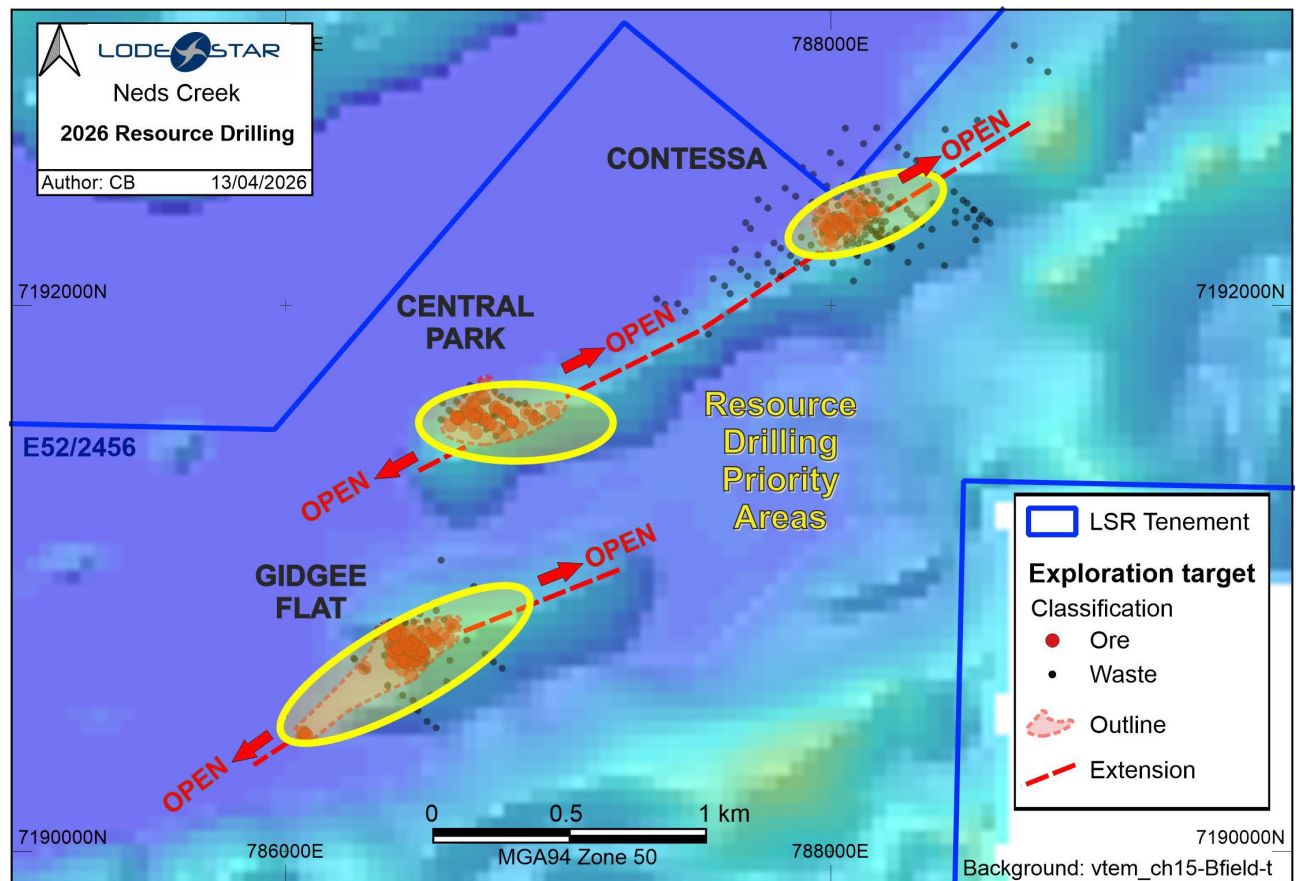 LODE STAR
Neds Creek
2026 Resource Drilling
Author: CB 13/04/2026
E
788000E
OPEN
CONTESSA
7192000N
7192000N
CENTRAL
PARK
OPEN
Resource
Drilling
Priority
Areas
E52/2456
OPEN
OPEN
GIDGEE
FLAT
OPEN
LSR Tenement
Exploration target
Classification
Ore
Waste
Outline
Extension
0 0.5 1 km
MGA94 Zone 50
7190000N
7190000N
786000E
788000E
Background: vtem_ch15-Bfield-t